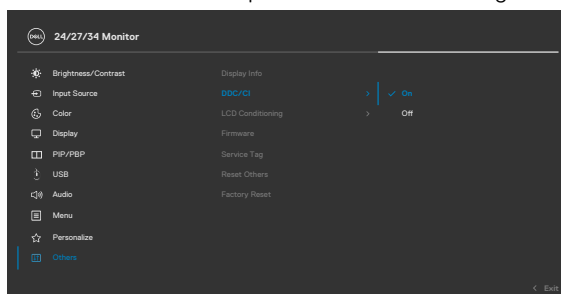 DELL 24/27/34 Monitor
Brightness/Contrast Display Info
Input Source DDC/CI > ✓ On
Color LCD Conditioning > Off
Display Firmware
PIP/PBP Service Tag
USB Reset Others
Audio Factory Reset
Menu
Personalize
Others
< Exit